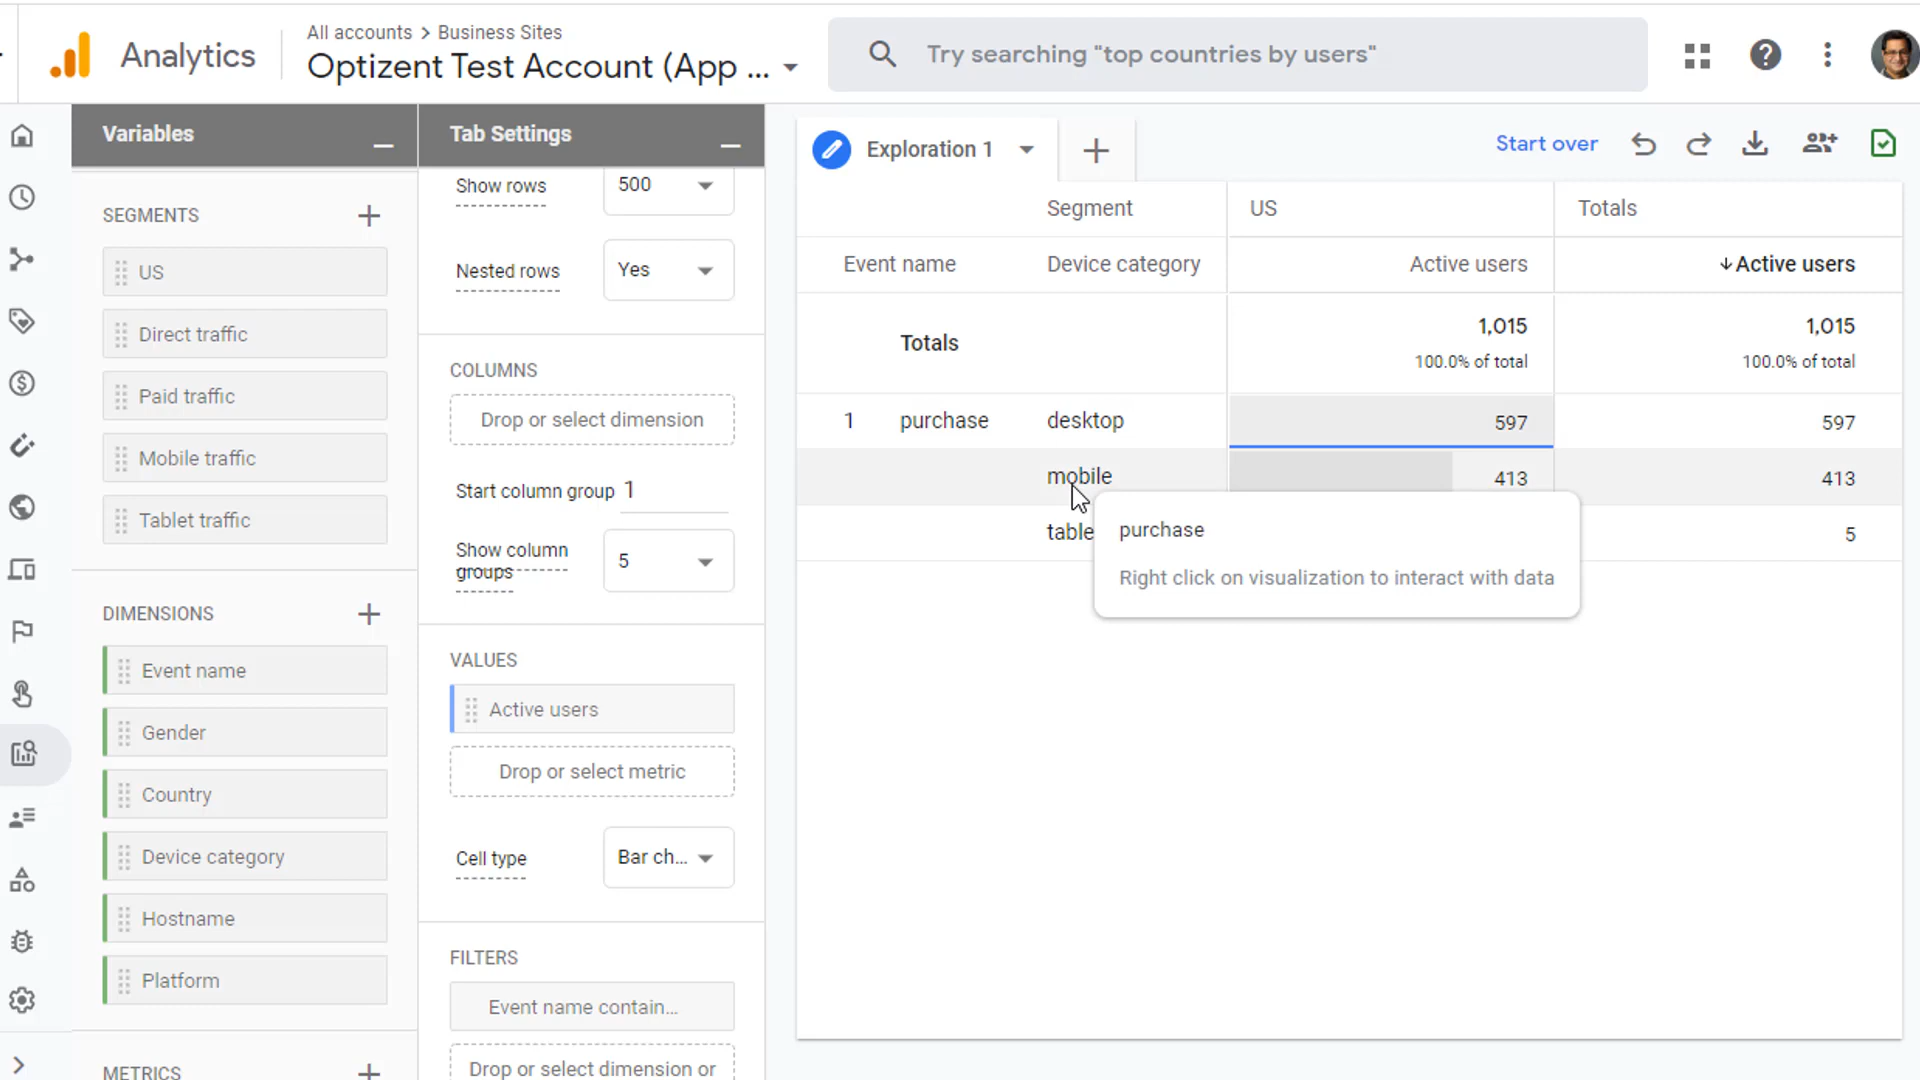 Analytics
All accounts > Business Sites
Optizent Test Account (App ...
Try searching "top countries by users"
Variables
SEGMENTS
US
Direct traffic
Paid traffic
Mobile traffic
Tablet traffic
DIMENSIONS
Event name
Gender
Country
Device category
Hostname
Platform
METRICS
Tab Settings
Show rows 500
Nested rows Yes
COLUMNS
Drop or select dimension
Start column group 1
Show column
groups 5
VALUES
Active users
Drop or select metric
Cell type Bar ch...
FILTERS
Event name contain...
Drop or select dimension or
Exploration 1
Start over
Segment US Totals
Event name Device category Active users Active users
Totals 1,015 1,015
100.0% of total 100.0% of total
1 purchase desktop 597 597
mobile 413 413
table 5
purchase
Right click on visualization to interact with data